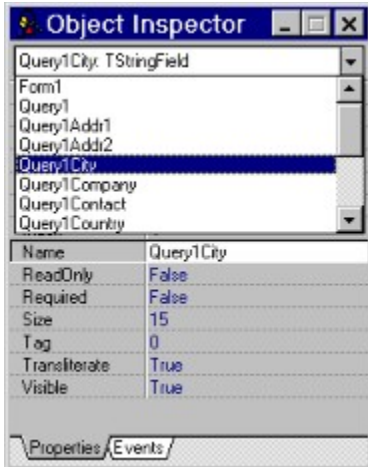 Object Inspector
Query1City: TStringField
Form1
Query1
Query1Addr1
Query1Addr2
Query1City
Query1Company
Query1Contact
Query1Country
Name Query1City
ReadOnly False
Required False
Size 15
Tag 0
Transliterate True
Visible True
Properties Events